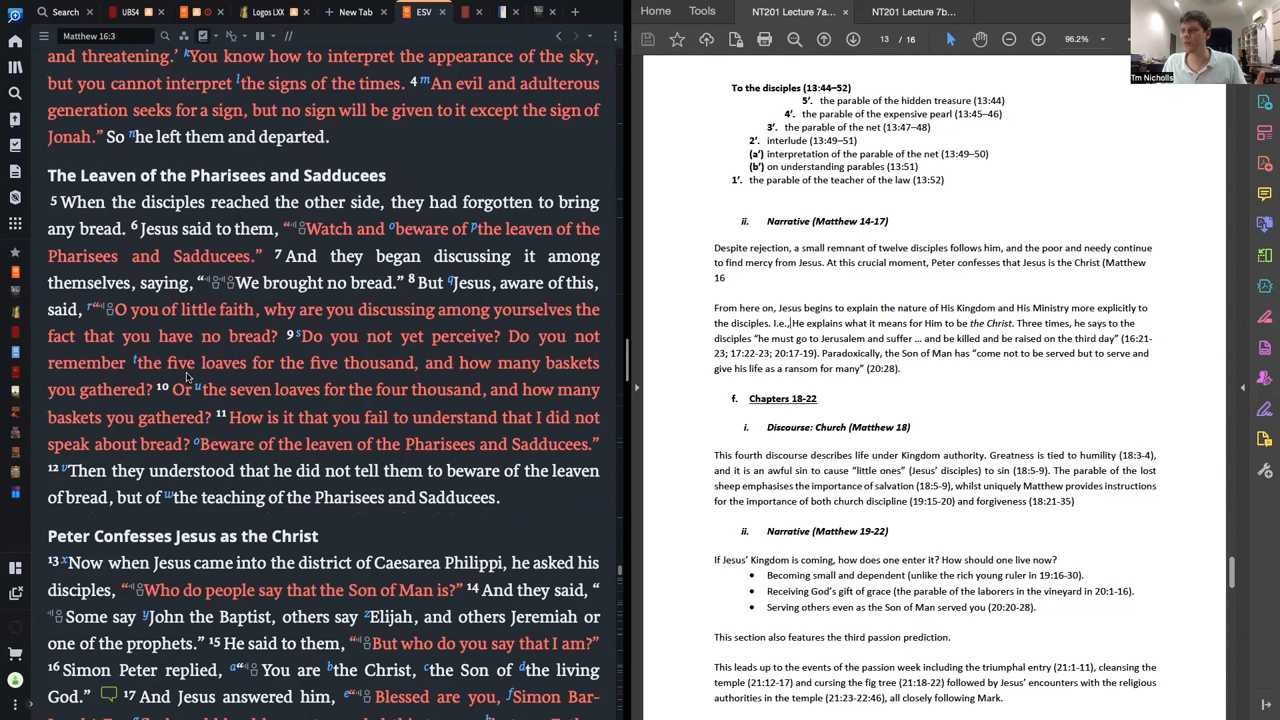 Search
UBS4
Logos LXX
New Tab
ESV
Matthew 16:3
and threatening.’ kYou know how to interpret the appearance of the sky,
but you cannot interpret lthe signs of the times. 4 mAn evil and adulterous
generation seeks for a sign, but no sign will be given to it except the sign of
Jonah.” So nhe left them and departed.
The Leaven of the Pharisees and Sadducees
5 When the disciples reached the other side, they had forgotten to bring
any bread. 6 Jesus said to them, “Watch and obeware of pthe leaven of the
Pharisees and Sadducees.” 7 And they began discussing it among
themselves, saying, “We brought no bread.” 8 But qJesus, aware of this,
said, r“O you of little faith, why are you discussing among yourselves the
fact that you have no bread? 9 sDo you not yet perceive? Do you not
remember tthe five loaves for the five thousand, and how many baskets
you gathered? 10 Or uthe seven loaves for the four thousand, and how many
baskets you gathered? 11 How is it that you fail to understand that I did not
speak about bread? oBeware of the leaven of the Pharisees and Sadducees.”
12 vThen they understood that he did not tell them to beware of the leaven
of bread, but of wthe teaching of the Pharisees and Sadducees.
Peter Confesses Jesus as the Christ
13 xNow when Jesus came into the district of Caesarea Philippi, he asked his
disciples, “Who do people say that the Son of Man is?” 14 And they said, “
Some say yJohn the Baptist, others say zElijah, and others Jeremiah or
one of the prophets.” 15 He said to them, “But who do you say that I am?”
16 Simon Peter replied, a“You are bthe Christ, cthe Son of dthe living
God.” 17 And Jesus answered him, e“Blessed are you, fSimon Bar-
Home
Tools
NT201 Lecture 7a...
NT201 Lecture 7b...
13 / 16
96.2%
Tm Nicholls
To the disciples (13:44–52)
5’. the parable of the hidden treasure (13:44)
4’. the parable of the expensive pearl (13:45–46)
3’. the parable of the net (13:47–48)
2’. interlude (13:49–51)
(a’) interpretation of the parable of the net (13:49–50)
(b’) on understanding parables (13:51)
1’. the parable of the teacher of the law (13:52)
ii. Narrative (Matthew 14-17)
Despite rejection, a small remnant of twelve disciples follows him, and the poor and needy continue
to find mercy from Jesus. At this crucial moment, Peter confesses that Jesus is the Christ (Matthew
16
From here on, Jesus begins to explain the nature of His Kingdom and His Ministry more explicitly to
the disciples. I.e., He explains what it means for Him to be the Christ. Three times, he says to the
disciples “he must go to Jerusalem and suffer … and be killed and be raised on the third day” (16:21-
23; 17:22-23; 20:17-19). Paradoxically, the Son of Man has “come not to be served but to serve and
give his life as a ransom for many” (20:28).
f. Chapters 18-22
i. Discourse: Church (Matthew 18)
This fourth discourse describes life under Kingdom authority. Greatness is tied to humility (18:3-4),
and it is an awful sin to cause “little ones” (Jesus’ disciples) to sin (18:5-9). The parable of the lost
sheep emphasises the importance of salvation (18:5-9), whilst uniquely Matthew provides instructions
for the importance of both church discipline (19:15-20) and forgiveness (18:21-35)
ii. Narrative (Matthew 19-22)
If Jesus’ Kingdom is coming, how does one enter it? How should one live now?
• Becoming small and dependent (unlike the rich young ruler in 19:16-30).
• Receiving God’s gift of grace (the parable of the laborers in the vineyard in 20:1-16).
• Serving others even as the Son of Man served you (20:20-28).
This section also features the third passion prediction.
This leads up to the events of the passion week including the triumphal entry (21:1-11), cleansing the
temple (21:12-17) and cursing the fig tree (21:18-22) followed by Jesus’ encounters with the religious
authorities in the temple (21:23-22:46), all closely following Mark.